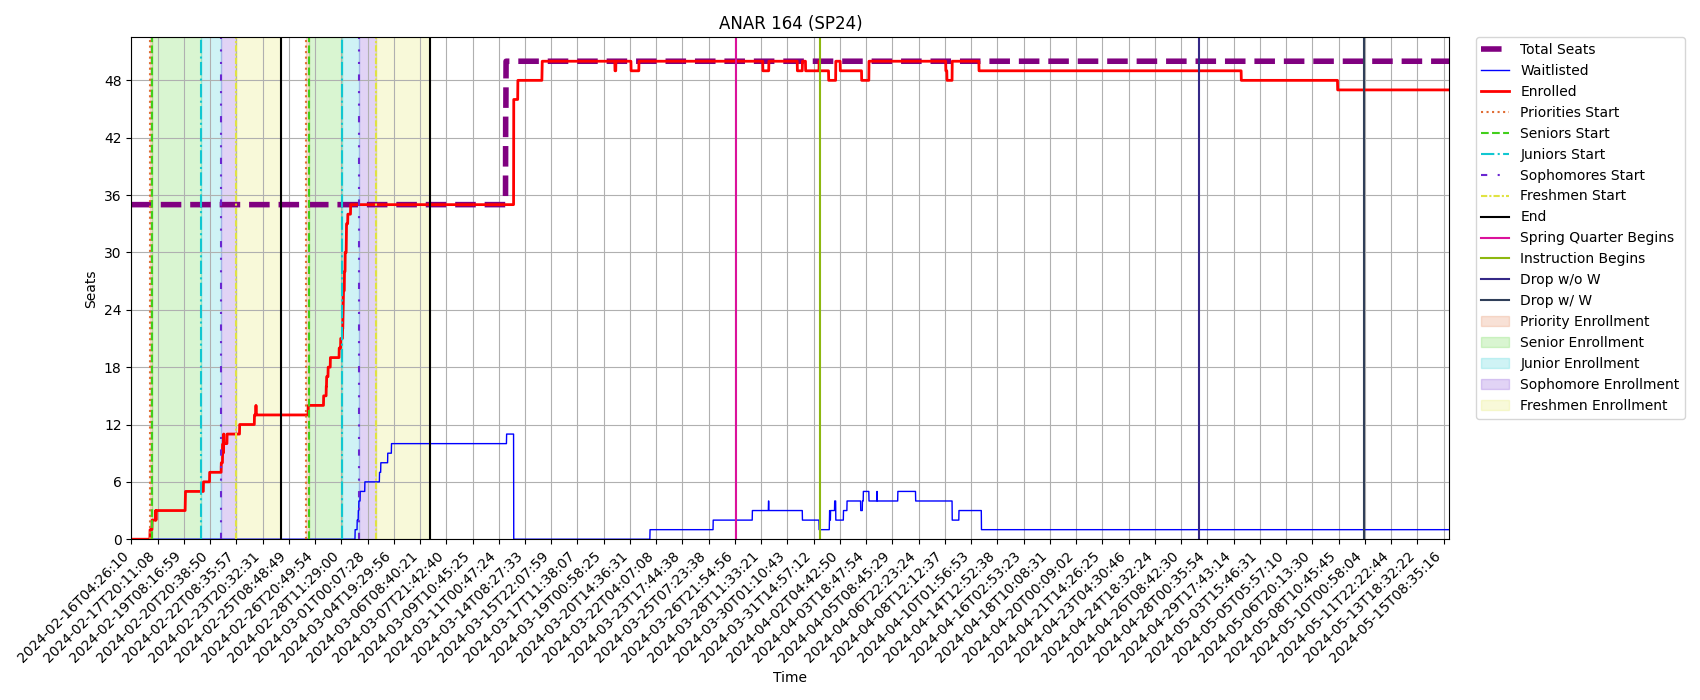 ANAR 164 (SP24)
Seats
48
42
36
30
24
18
12
6
0
2024-02-16T04:26:10
2024-02-17T20:11:08
2024-02-19T08:16:59
2024-02-20T20:38:50
2024-02-22T08:35:57
2024-02-23T20:32:31
2024-02-25T08:48:49
2024-02-26T20:49:54
2024-02-28T11:29:00
2024-03-01T00:07:28
2024-03-04T19:29:56
2024-03-06T08:40:21
2024-03-07T21:42:40
2024-03-11T10:45:25
2024-03-13T00:47:24
2024-03-14T08:27:33
2024-03-15T22:07:59
2024-03-17T11:38:07
2024-03-19T00:58:25
2024-03-20T14:36:31
2024-03-22T04:07:08
2024-03-23T17:44:38
2024-03-25T07:23:38
2024-03-26T21:54:56
2024-03-28T11:33:21
2024-03-30T01:10:43
2024-03-31T14:57:12
2024-04-02T04:42:50
2024-04-03T18:47:54
2024-04-05T08:45:29
2024-04-06T22:23:24
2024-04-08T12:12:37
2024-04-10T01:56:53
2024-04-14T12:52:38
2024-04-16T02:53:23
2024-04-18T10:08:31
2024-04-20T00:09:02
2024-04-21T14:26:25
2024-04-23T04:30:46
2024-04-24T18:32:24
2024-04-26T08:42:30
2024-04-28T00:35:54
2024-04-29T17:43:14
2024-05-03T15:46:31
2024-05-05T05:57:10
2024-05-06T20:13:30
2024-05-08T10:45:45
2024-05-10T00:58:04
2024-05-11T22:22:44
2024-05-13T18:32:22
2024-05-15T08:35:16
Time
Total Seats
Waitlisted
Enrolled
Priorities Start
Seniors Start
Juniors Start
Sophomores Start
Freshmen Start
End
Spring Quarter Begins
Instruction Begins
Drop w/o W
Drop w/ W
Priority Enrollment
Senior Enrollment
Junior Enrollment
Sophomore Enrollment
Freshmen Enrollment